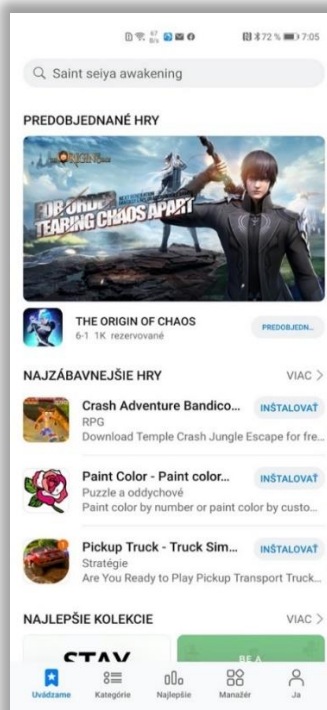 67
B/s
72 % 7:05
Saint seiya awakening
PREDOBJEDNANÉ HRY
FOR ORDER
TEARING CHAOS APART
THE ORIGIN OF CHAOS
6-1 1K rezervované
PREDOBJEDN...
NAJZÁBAVNEJŠIE HRY
VIAC
Crash Adventure Bandico...
INŠTALOVAŤ
RPG
Download Temple Crash Jungle Escape for fre...
Paint Color - Paint color...
INŠTALOVAŤ
Puzzle a oddychové
Paint color by number or paint color by custo...
Pickup Truck - Truck Sim...
INŠTALOVAŤ
Stratégie
Are You Ready to Play Pickup Transport Truck...
NAJLEPŠIE KOLEKCIE
VIAC
STAY
BE A
Uvádzame
Kategórie
Najlepšie
Manažér
Ja